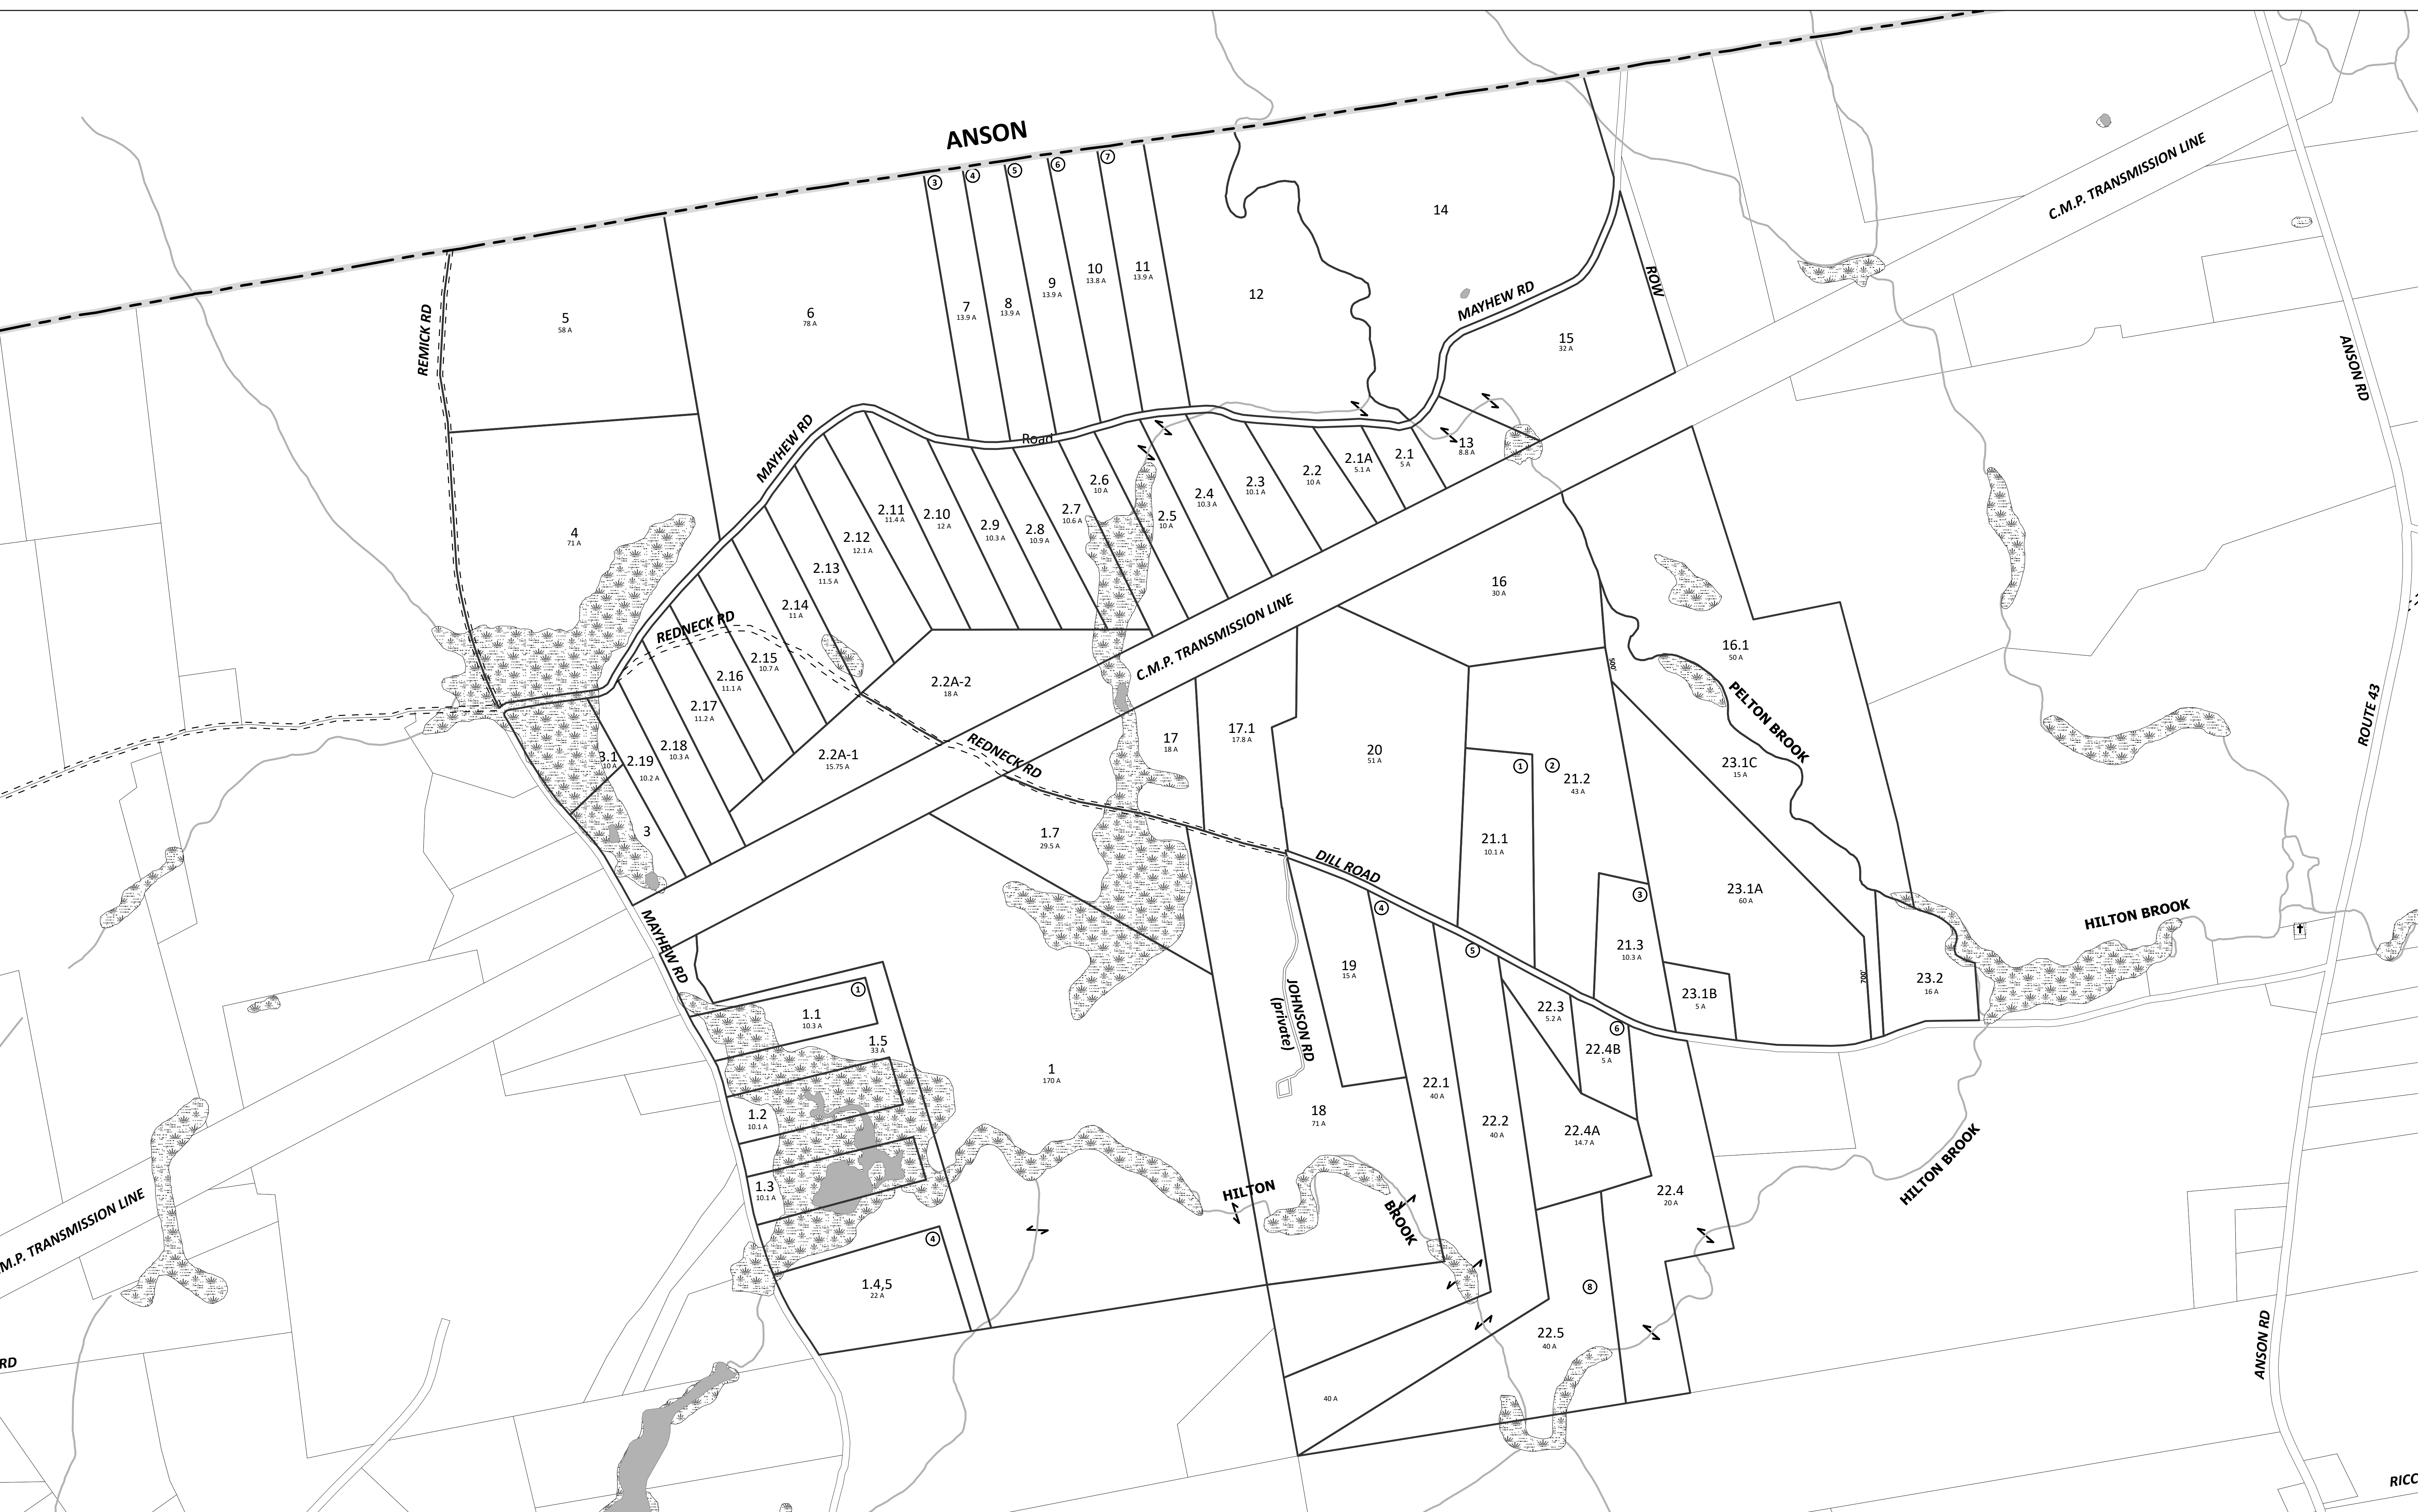 ANSON
3
4
5
6
7
14
C.M.P. TRANSMISSION LINE
REMICK RD
5
58 A
6
78 A
7
13.9 A
8
13.9 A
9
13.9 A
10
13.8 A
11
13.9 A
12
MAYHEW RD
ROW
15
32 A
ANSON RD
MAYHEW RD
Road
13
8.8 A
4
71 A
2.13
11.5 A
2.12
12.1 A
2.11
11.4 A
2.10
12 A
2.9
10.3 A
2.8
10.9 A
2.7
10.6 A
2.6
10 A
2.5
10 A
2.4
10.3 A
2.3
10.1 A
2.2
10 A
2.1A
5.1 A
2.1
5 A
16
30 A
16.1
50 A
PELTON BROOK
ROUTE 43
REDNECK RD
2.14
11 A
2.15
10.7 A
2.16
11.1 A
2.17
11.2 A
2.18
10.3 A
2.19
10.2 A
3.1
10 A
3
2.2A-2
18 A
2.2A-1
15.75 A
C.M.P. TRANSMISSION LINE
REDNECK RD
17
18 A
17.1
17.8 A
20
51 A
500'
1
2
21.2
43 A
23.1C
15 A
1.7
29.5 A
DILL ROAD
21.1
10.1 A
3
23.1A
60 A
4
5
21.3
10.3 A
HILTON BROOK
MAYHEW RD
1
1.1
10.3 A
1.5
33 A
1
170 A
JOHNSON RD
(private)
19
15 A
22.3
5.2 A
6
22.4B
5 A
23.1B
5 A
700'
23.2
16 A
1.2
10.1 A
1.3
10.1 A
18
71 A
22.1
40 A
22.2
40 A
22.4A
14.7 A
22.4
20 A
HILTON BROOK
HILTON
BROOK
4
1.4,5
22 A
8
22.5
40 A
40 A
M.P. TRANSMISSION LINE
RD
ANSON RD
RICC